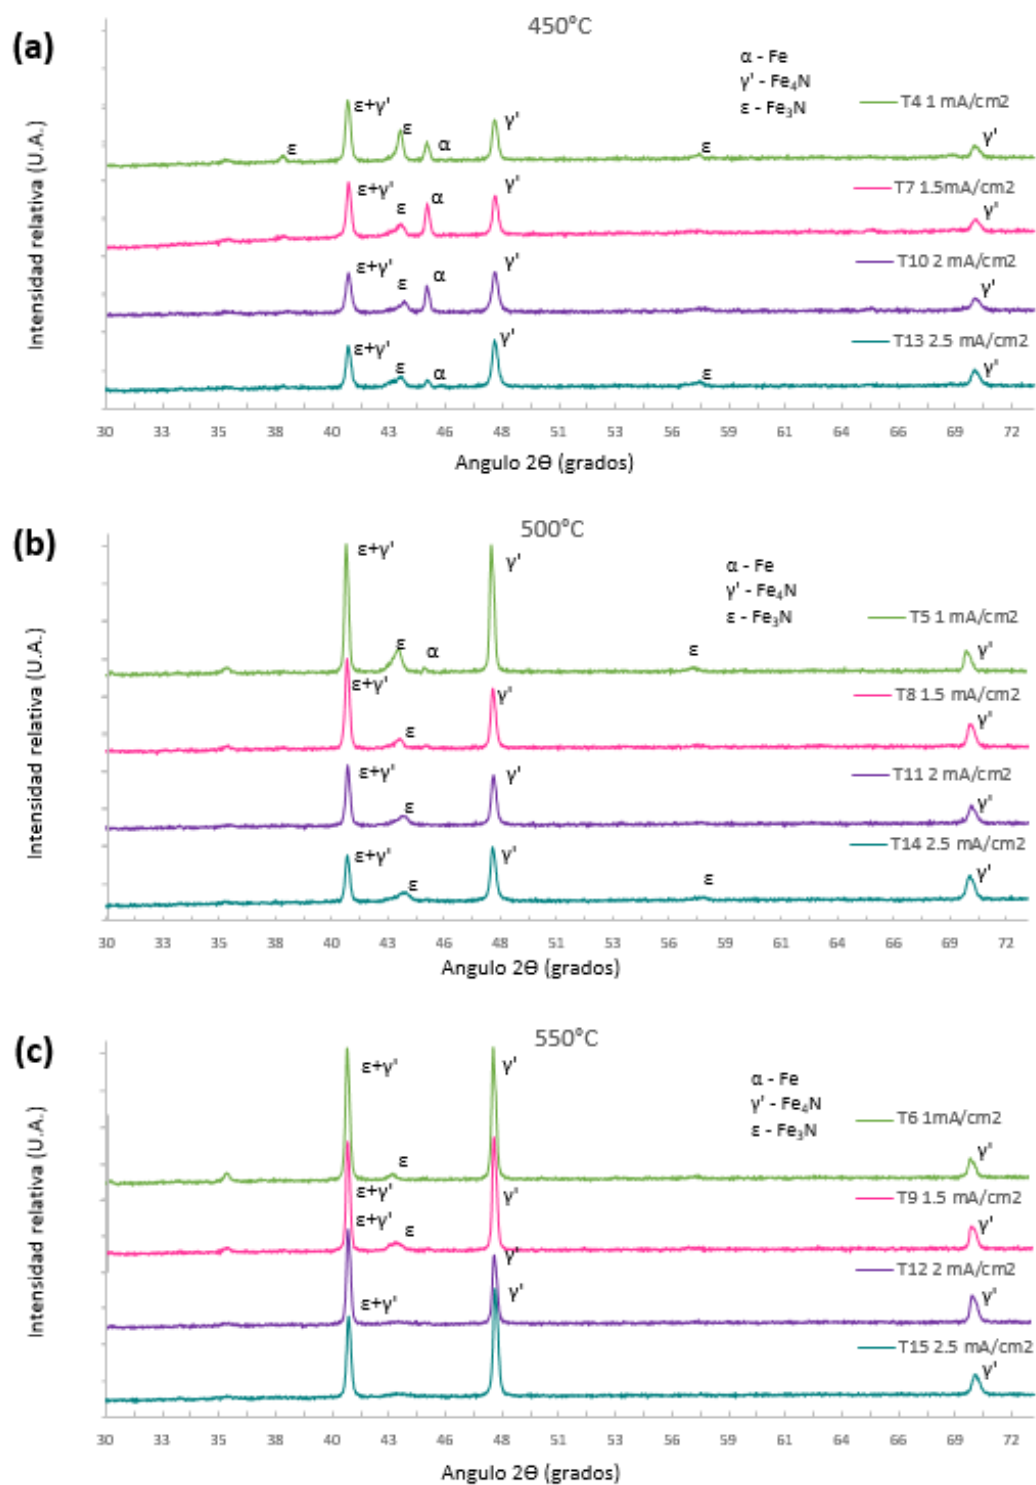 (a)
450°C
α - Fe
γ' - Fe₄N
ε - Fe₃N
T4 1 mA/cm2
ε
ε+γ'
ε
α
γ'
ε
γ'
T7 1.5mA/cm2
ε+γ'
ε
α
γ'
γ'
T10 2 mA/cm2
ε+γ'
ε
α
γ'
γ'
T13 2.5 mA/cm2
ε+γ'
ε
α
γ'
ε
γ'
Intensidad relativa (U.A.)
30 33 35 38 40 43 46 48 51 53 56 59 61 64 67 69 72
Angulo 2Θ (grados)
(b)
500°C
α - Fe
γ' - Fe₄N
ε - Fe₃N
T5 1 mA/cm2
ε+γ'
ε
α
γ'
ε
γ'
T8 1.5 mA/cm2
ε+γ'
ε
γ'
γ'
T11 2 mA/cm2
ε+γ'
ε
γ'
γ'
T14 2.5 mA/cm2
ε+γ'
ε
γ'
ε
γ'
Intensidad relativa (U.A.)
30 33 35 38 40 43 46 48 51 53 56 59 61 64 67 69 72
Angulo 2Θ (grados)
(c)
550°C
α - Fe
γ' - Fe₄N
ε - Fe₃N
T6 1mA/cm2
ε+γ'
ε
γ'
γ'
T9 1.5 mA/cm2
ε+γ'
ε+γ'
ε
γ'
γ'
T12 2 mA/cm2
ε+γ'
γ'
γ'
γ'
T15 2.5 mA/cm2
γ'
Intensidad relativa (U.A.)
30 33 35 38 40 43 46 48 51 53 56 59 61 64 67 69 72
Angulo 2Θ (grados)